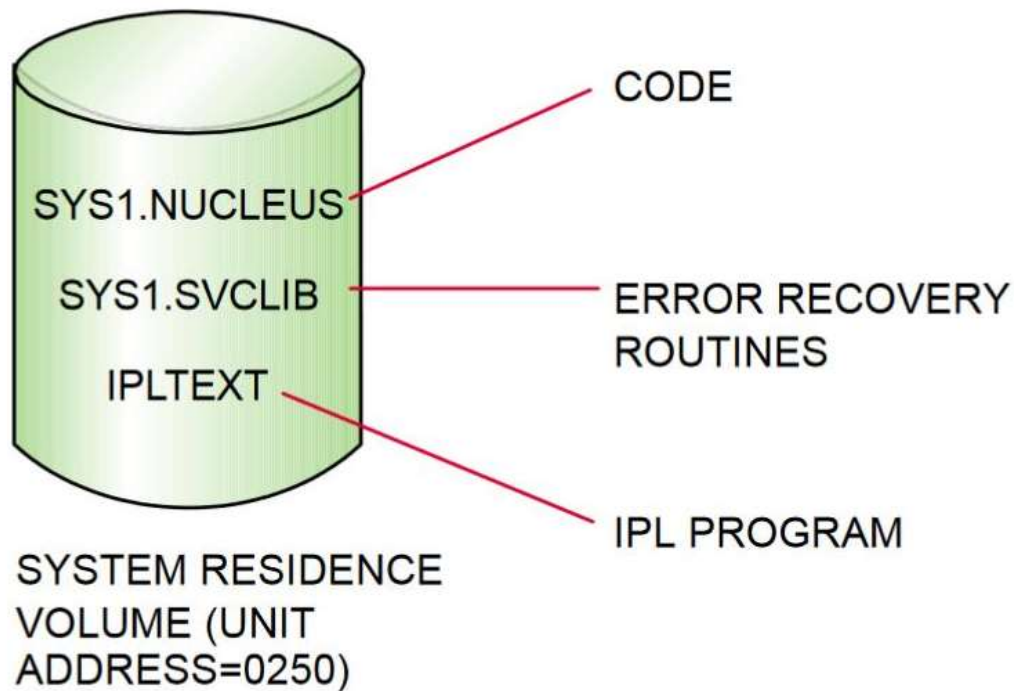 CODE
SYS1.NUCLEUS
SYS1.SVCLIB
ERROR RECOVERY
ROUTINES
IPLTEXT
IPL PROGRAM
SYSTEM RESIDENCE
VOLUME (UNIT
ADDRESS=0250)